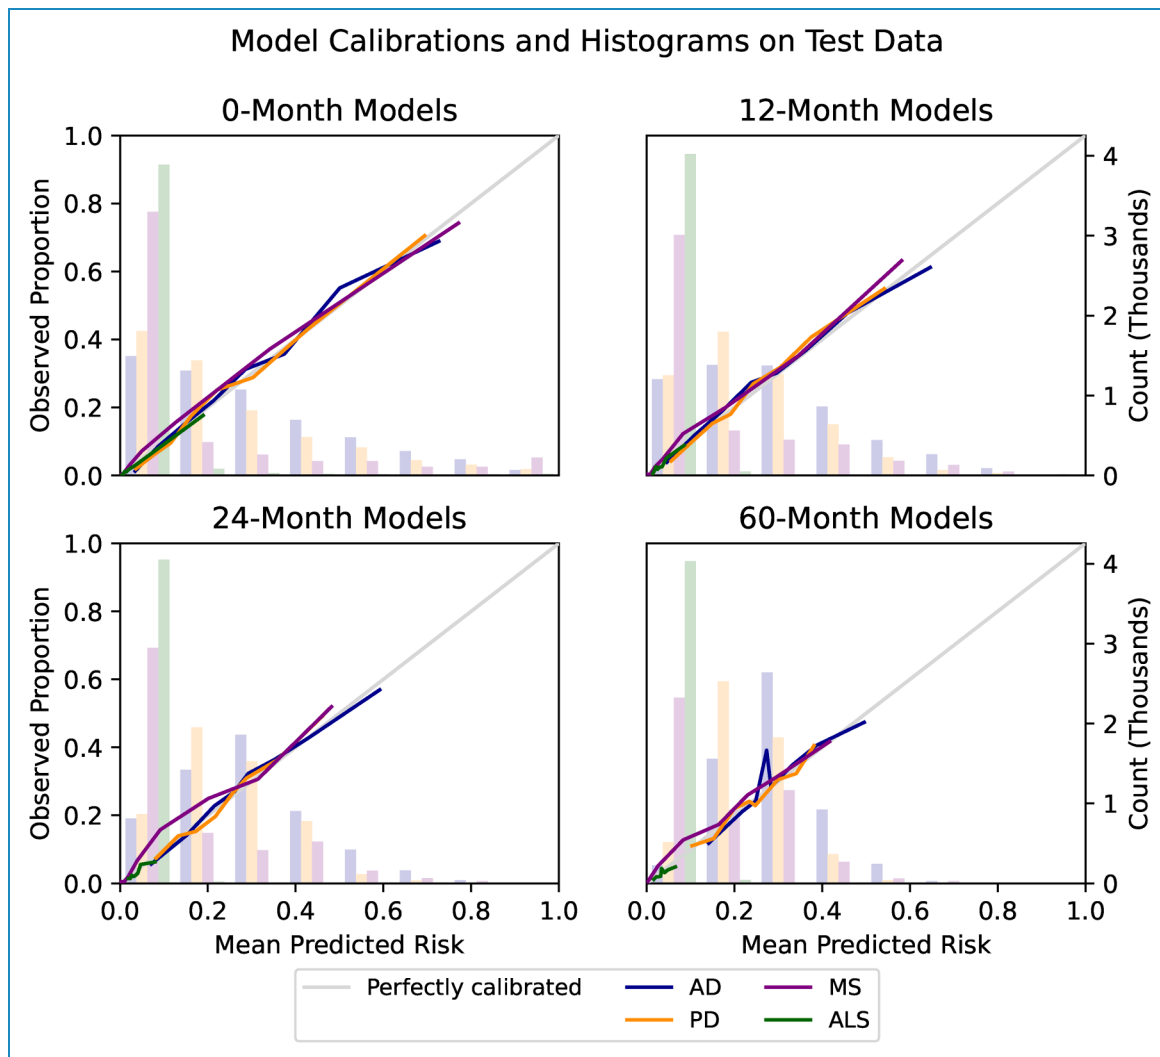 Model Calibrations and Histograms on Test Data
0-Month Models
12-Month Models
1.0
0.8
0.6
0.4
0.2
0.0
Observed Proportion
4
3
2
1
0
Count (Thousands)
24-Month Models
60-Month Models
1.0
0.8
0.6
0.4
0.2
0.0
Observed Proportion
4
3
2
1
0
Count (Thousands)
0.0 0.2 0.4 0.6 0.8 1.0
0.0 0.2 0.4 0.6 0.8 1.0
Mean Predicted Risk
Mean Predicted Risk
Perfectly calibrated
AD
MS
PD
ALS